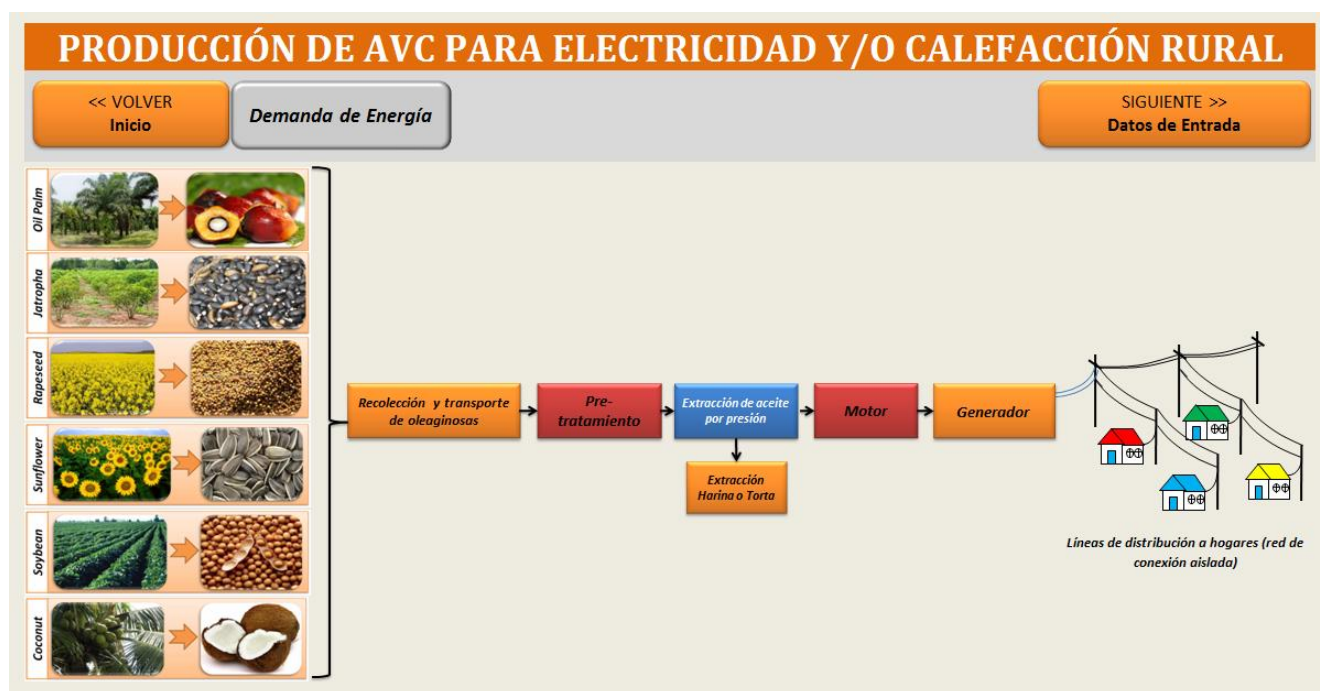 PRODUCCIÓN DE AVC PARA ELECTRICIDAD Y/O CALEFACCIÓN RURAL
<< VOLVER
Inicio
Demanda de Energía
SIGUIENTE >>
Datos de Entrada
Oil Palm
Jatropha
Rapeseed
Sunflower
Soybean
Coconut
Recolección y transporte
de oleaginosas
Pre-
tratamiento
Extracción de aceite
por presión
Motor
Generador
Extracción
Harina o Torta
Líneas de distribución a hogares (red de
conexión aislada)